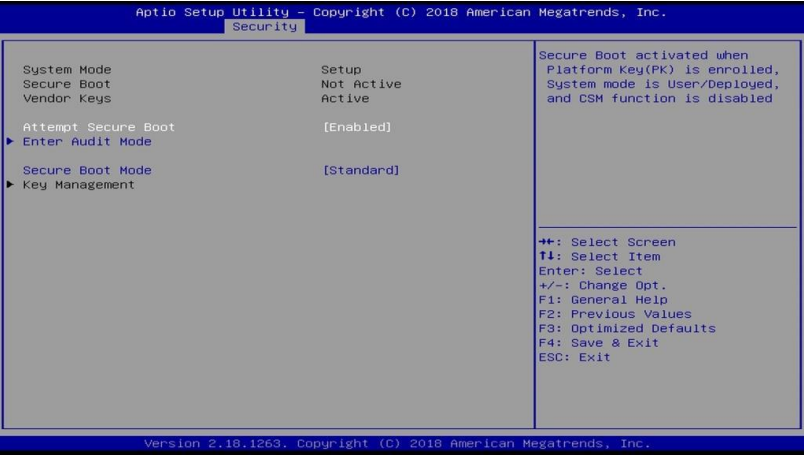 Aptio Setup Utility – Copyright (C) 2018 American Megatrends, Inc.
Security
System Mode Setup
Secure Boot Not Active
Vendor Keys Active
Attempt Secure Boot [Enabled]
▶ Enter Audit Mode
Secure Boot Mode [Standard]
▶ Key Management
Secure Boot activated when
Platform Key(PK) is enrolled,
System mode is User/Deployed,
and CSM function is disabled
→←: Select Screen
↑↓: Select Item
Enter: Select
+/-: Change Opt.
F1: General Help
F2: Previous Values
F3: Optimized Defaults
F4: Save & Exit
ESC: Exit
Version 2.18.1263. Copyright (C) 2018 American Megatrends, Inc.